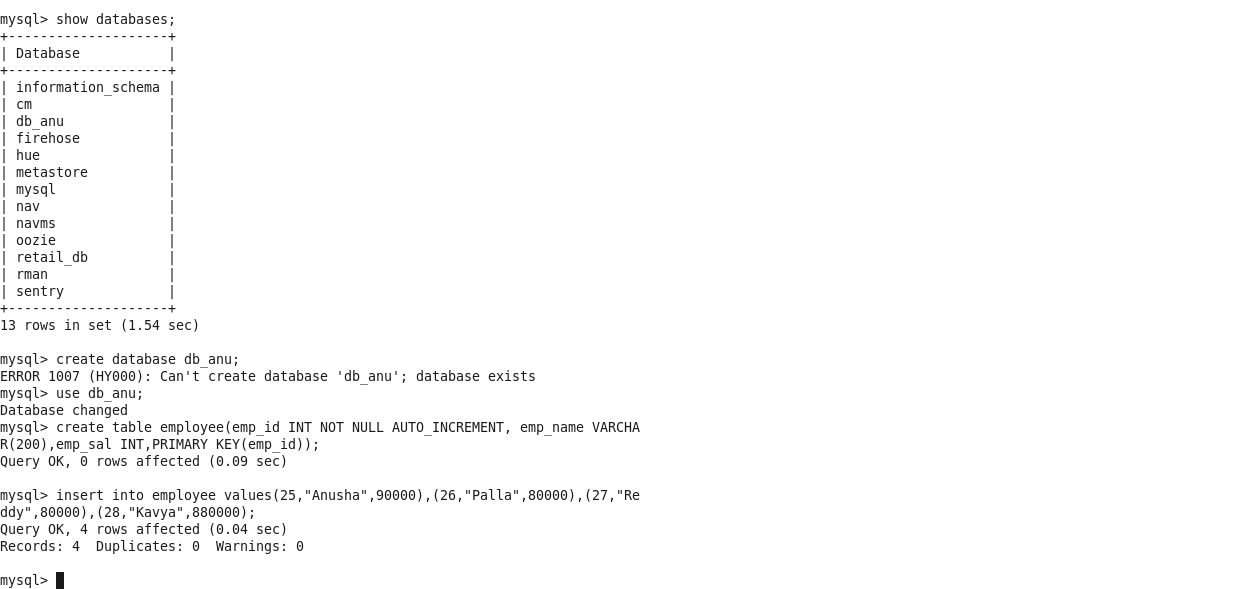 mysql> show databases;
+--------------------+
| Database           |
+--------------------+
| information_schema |
| cm                 |
| db_anu             |
| firehose           |
| hue                |
| metastore          |
| mysql              |
| nav                |
| navms              |
| oozie              |
| retail_db          |
| rman               |
| sentry             |
+--------------------+
13 rows in set (1.54 sec)

mysql> create database db_anu;
ERROR 1007 (HY000): Can't create database 'db_anu'; database exists
mysql> use db_anu;
Database changed
mysql> create table employee(emp_id INT NOT NULL AUTO_INCREMENT, emp_name VARCHA
R(200),emp_sal INT,PRIMARY KEY(emp_id));
Query OK, 0 rows affected (0.09 sec)

mysql> insert into employee values(25,"Anusha",90000),(26,"Palla",80000),(27,"Re
ddy",80000),(28,"Kavya",880000);
Query OK, 4 rows affected (0.04 sec)
Records: 4  Duplicates: 0  Warnings: 0

mysql>